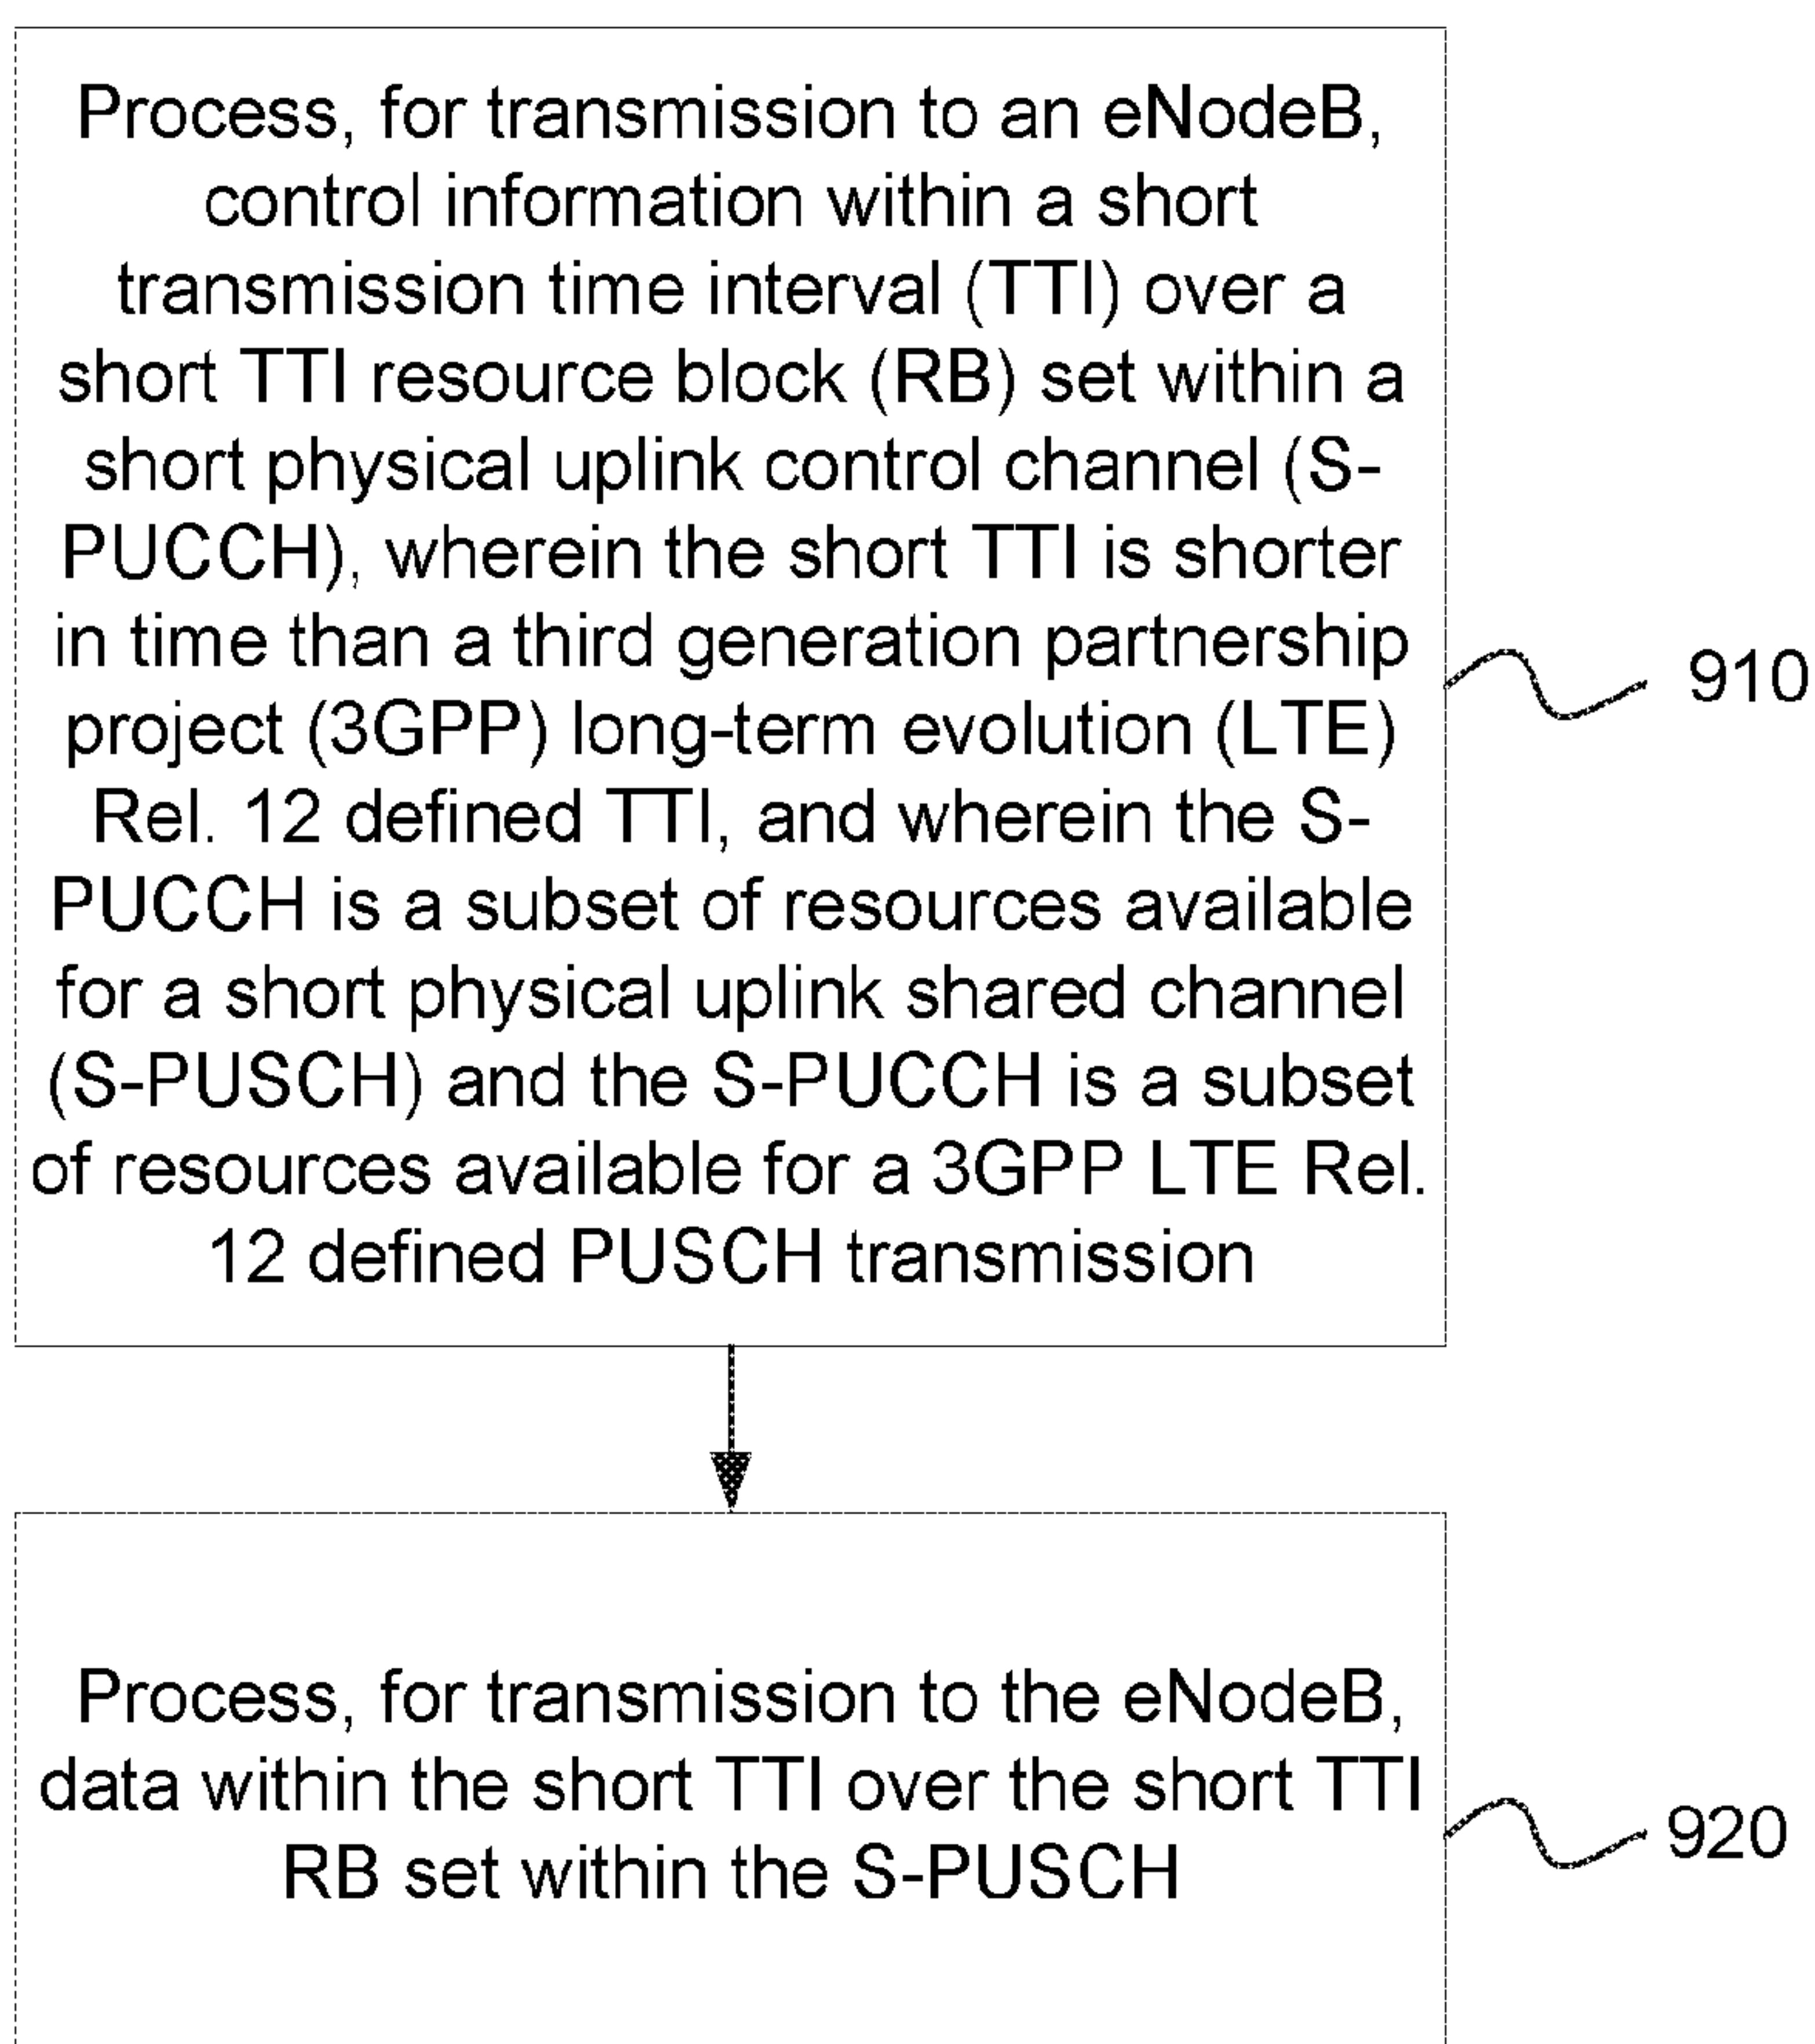 Process, for transmission to an eNodeB,
control information within a short
transmission time interval (TTI) over a
short TTI resource block (RB) set within a
short physical uplink control channel (S-
PUCCH), wherein the short TTI is shorter
in time than a third generation partnership
project (3GPP) long-term evolution (LTE)
Rel. 12 defined TTI, and wherein the S-
PUCCH is a subset of resources available
for a short physical uplink shared channel
(S-PUSCH) and the S-PUCCH is a subset
of resources available for a 3GPP LTE Rel.
12 defined PUSCH transmission
910
Process, for transmission to the eNodeB,
data within the short TTI over the short TTI
RB set within the S-PUSCH
920